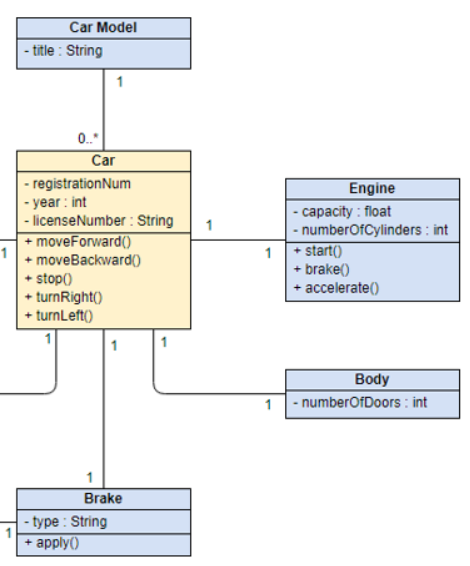 Car Model
- title : String
1
0..*
Car
- registrationNum
- year : int
- licenseNumber : String
+ moveForward()
+ moveBackward()
+ stop()
+ turnRight()
+ turnLeft()
1
1
1
Engine
- capacity : float
- numberOfCylinders : int
+ start()
+ brake()
+ accelerate()
1
1
1
Body
- numberOfDoors : int
1
1
Brake
- type : String
+ apply()
1